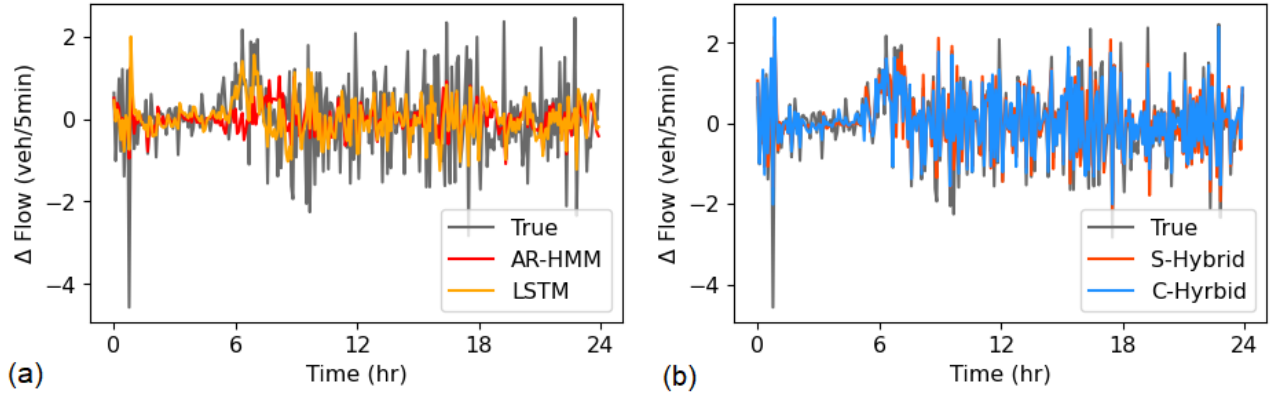 Δ Flow (veh/5min)
2
0
−2
−4
True
AR-HMM
LSTM
0 6 12 18 24
Time (hr)
(a)
Δ Flow (veh/5min)
2
0
−2
−4
True
S-Hybrid
C-Hyrbid
0 6 12 18 24
Time (hr)
(b)